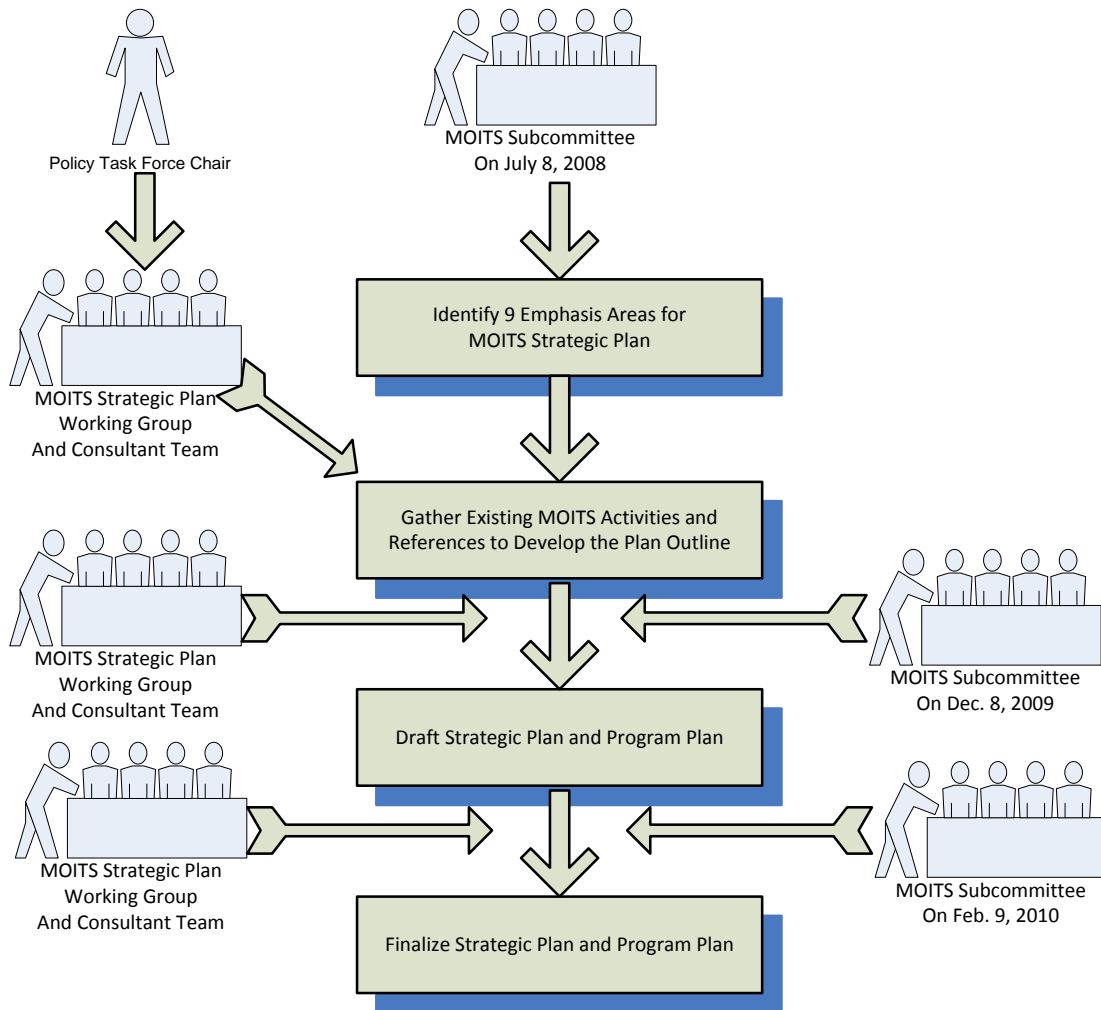 Policy Task Force Chair
MOITS Subcommittee
On July 8, 2008
Identify 9 Emphasis Areas for
MOITS Strategic Plan
MOITS Strategic Plan
Working Group
And Consultant Team
Gather Existing MOITS Activities and
References to Develop the Plan Outline
MOITS Strategic Plan
Working Group
And Consultant Team
MOITS Subcommittee
On Dec. 8, 2009
Draft Strategic Plan and Program Plan
MOITS Strategic Plan
Working Group
And Consultant Team
MOITS Subcommittee
On Feb. 9, 2010
Finalize Strategic Plan and Program Plan